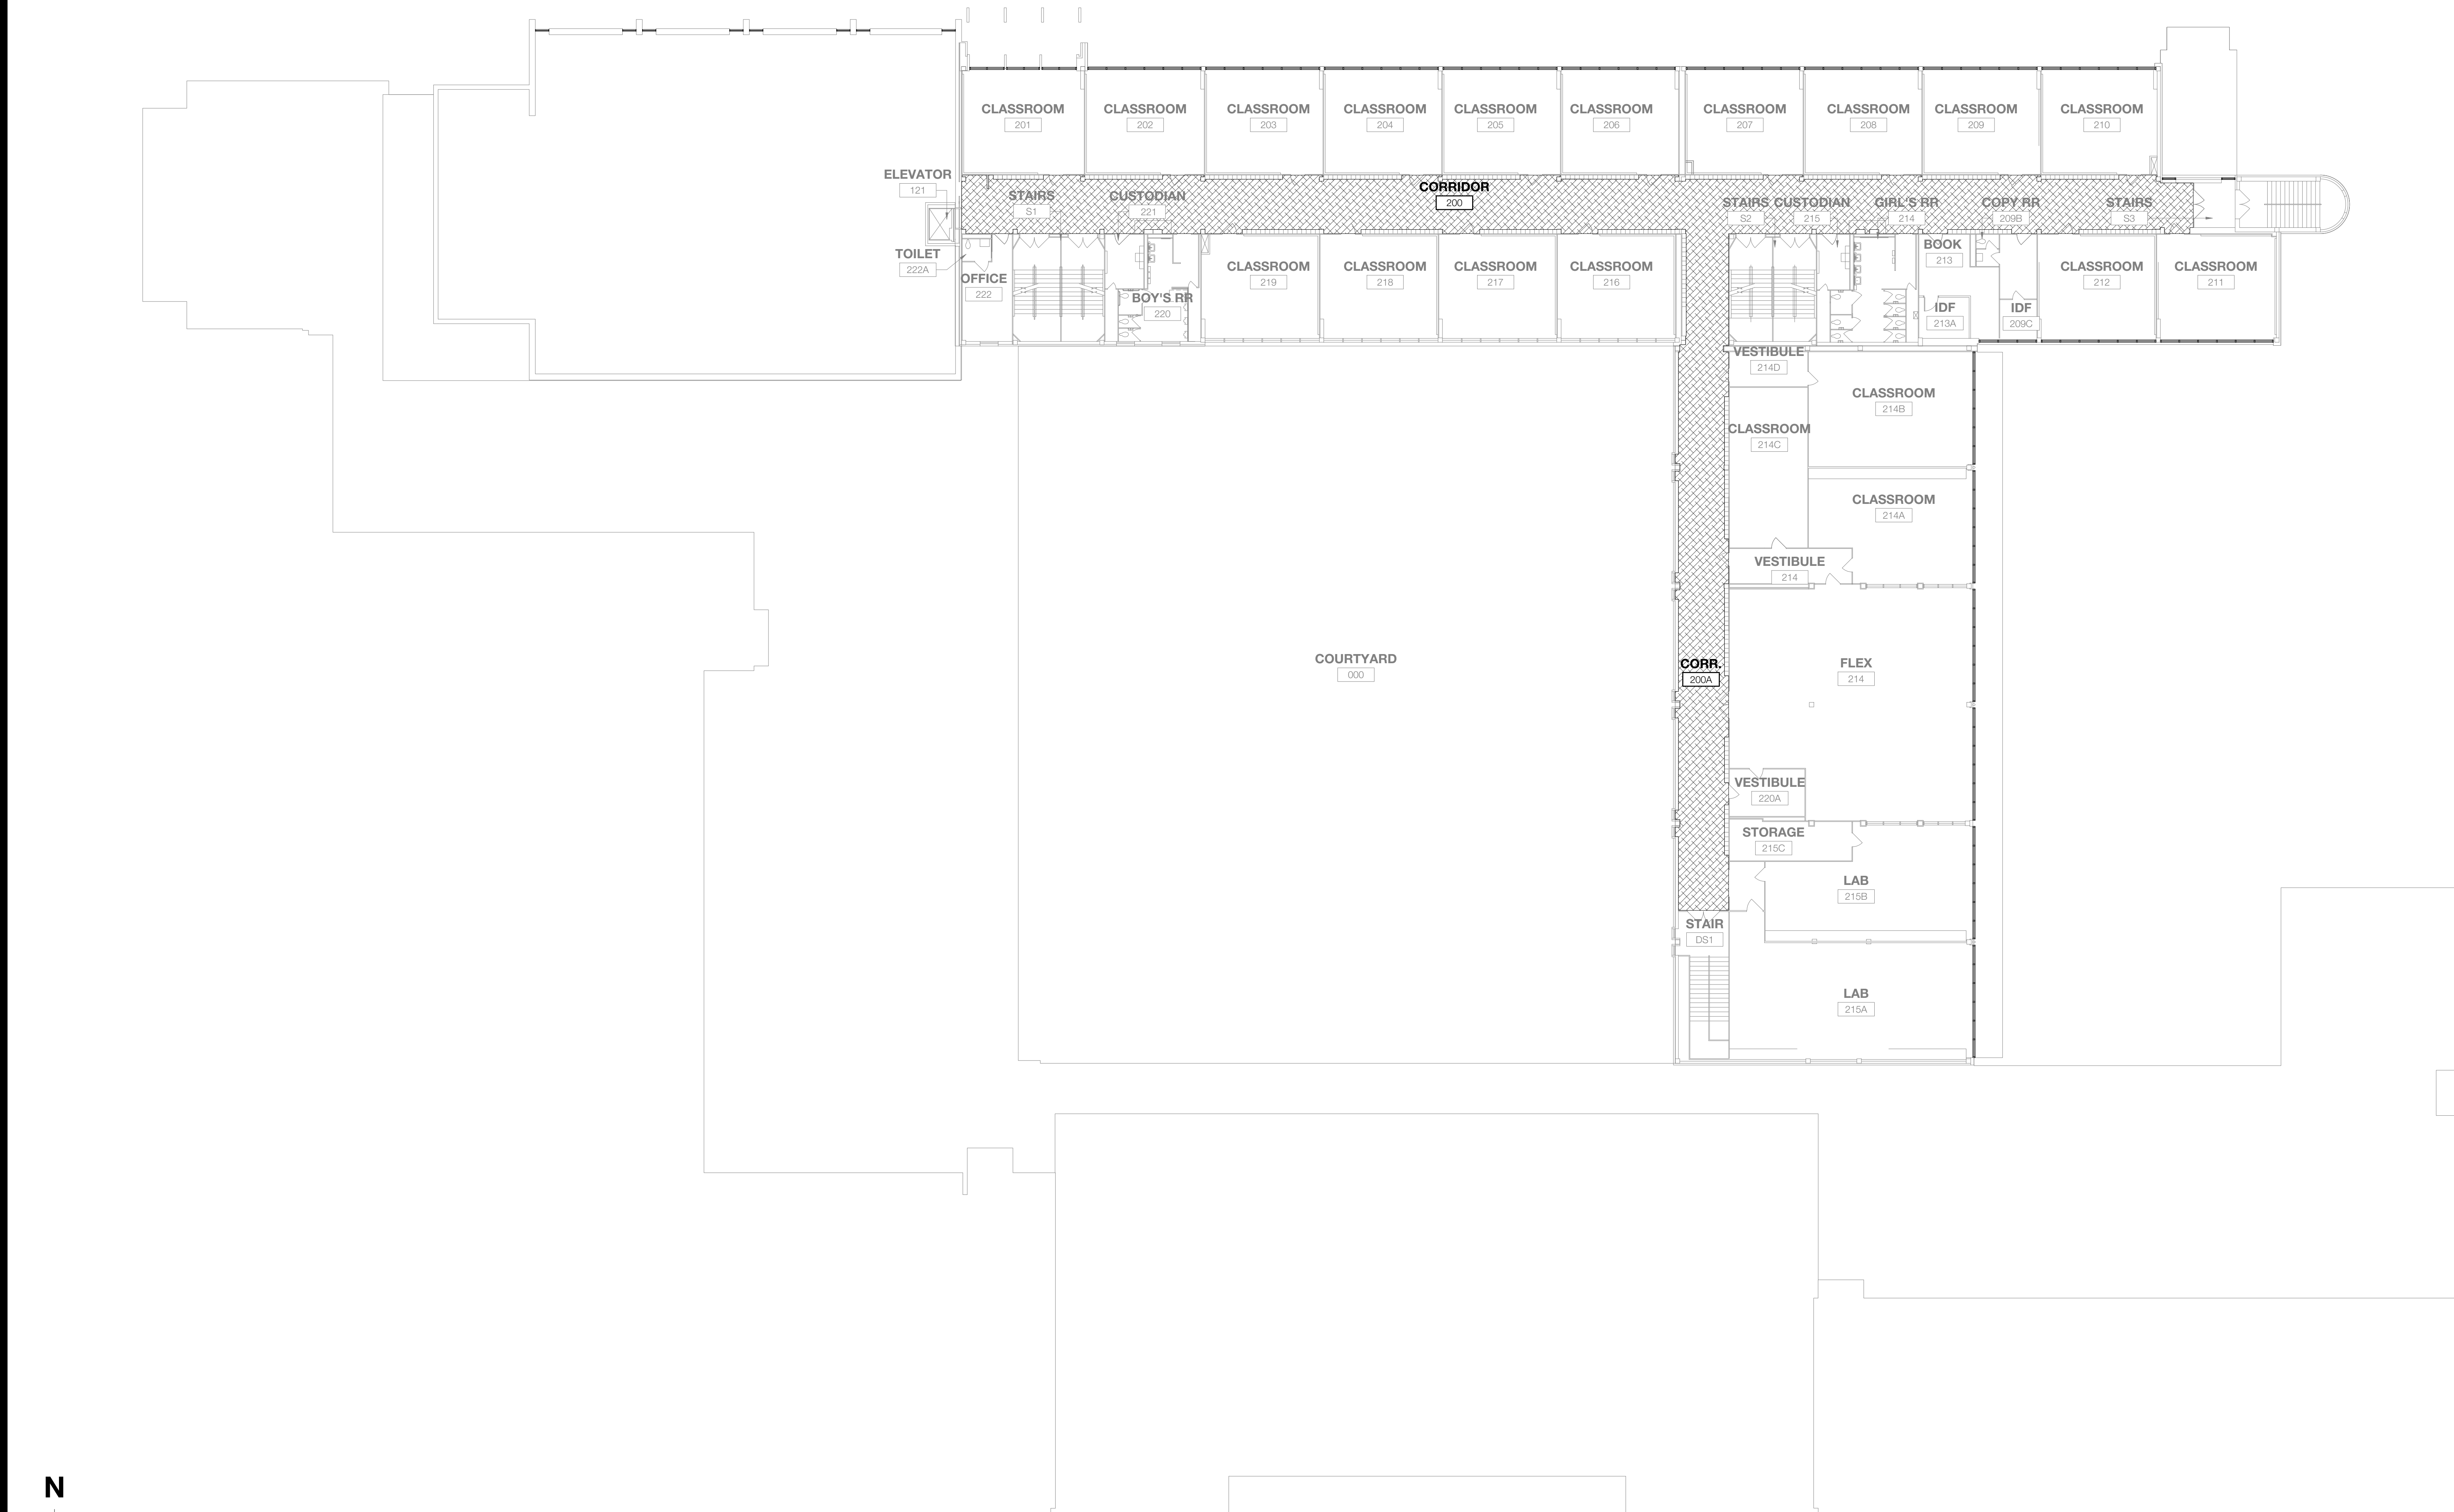 CLASSROOM
201
CLASSROOM
202
CLASSROOM
203
CLASSROOM
204
CLASSROOM
205
CLASSROOM
206
CLASSROOM
207
CLASSROOM
208
CLASSROOM
209
CLASSROOM
210
ELEVATOR
121
STAIRS
S1
CUSTODIAN
221
CORRIDOR
200
STAIRS
S2
CUSTODIAN
215
GIRL'S RR
214
COPY RR
209B
STAIRS
S3
TOILET
222A
OFFICE
222
BOY'S RR
220
CLASSROOM
219
CLASSROOM
218
CLASSROOM
217
CLASSROOM
216
BOOK
213
IDF
213A
IDF
209C
CLASSROOM
212
CLASSROOM
211
VESTIBULE
214D
CLASSROOM
214B
CLASSROOM
214C
CLASSROOM
214A
VESTIBULE
214
COURTYARD
000
CORR.
200A
FLEX
214
VESTIBULE
220A
STORAGE
215C
LAB
215B
STAIR
DS1
LAB
215A
N